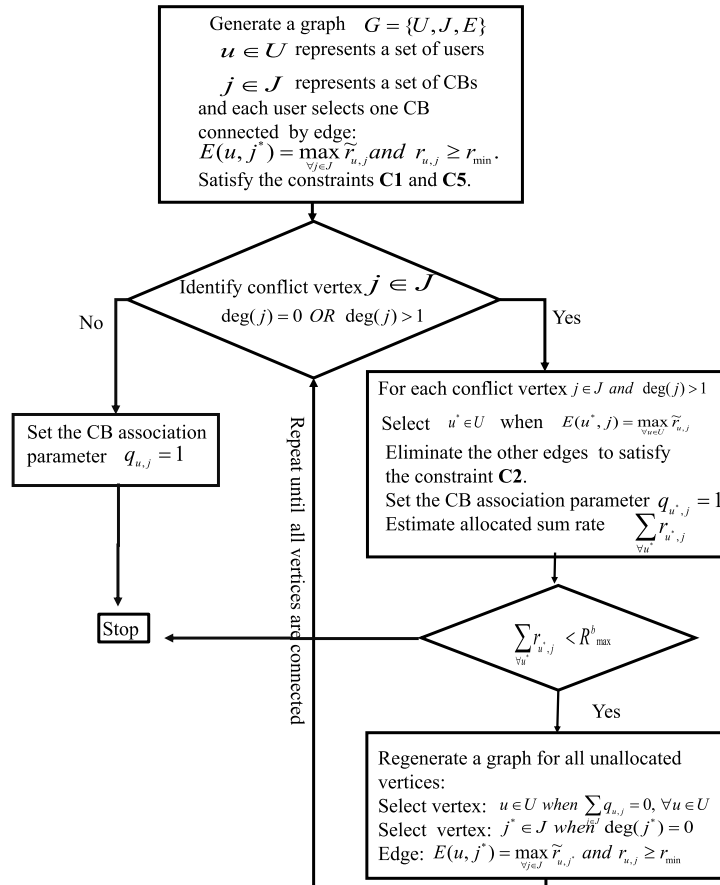 Generate a graph G = {U, J, E}
u ∈ U represents a set of users
j ∈ J represents a set of CBs
and each user selects one CB
connected by edge:
E(u, j*) = max_{∀j∈J} r̃_{u,j} and r_{u,j} ≥ r_min.
Satisfy the constraints C1 and C5.
Identify conflict vertex j ∈ J
deg(j) = 0 OR deg(j) > 1
No
Yes
Set the CB association
parameter q_{u,j} = 1
Stop
For each conflict vertex j ∈ J and deg(j) > 1
Select u* ∈ U when E(u*, j) = max_{∀u∈U} r̃_{u,j}
Eliminate the other edges to satisfy
the constraint C2.
Set the CB association parameter q_{u*,j} = 1
Estimate allocated sum rate ∑_{∀u*} r_{u*,j}
∑_{∀u*} r_{u*,j} < R^b_max
Yes
Repeat until all vertices are connected
Regenerate a graph for all unallocated
vertices:
Select vertex: u ∈ U when ∑_{j∈J} q_{u,j} = 0, ∀u ∈ U
Select vertex: j* ∈ J when deg(j*) = 0
Edge: E(u, j*) = max_{∀j∈J} r̃_{u,j*} and r_{u,j} ≥ r_min